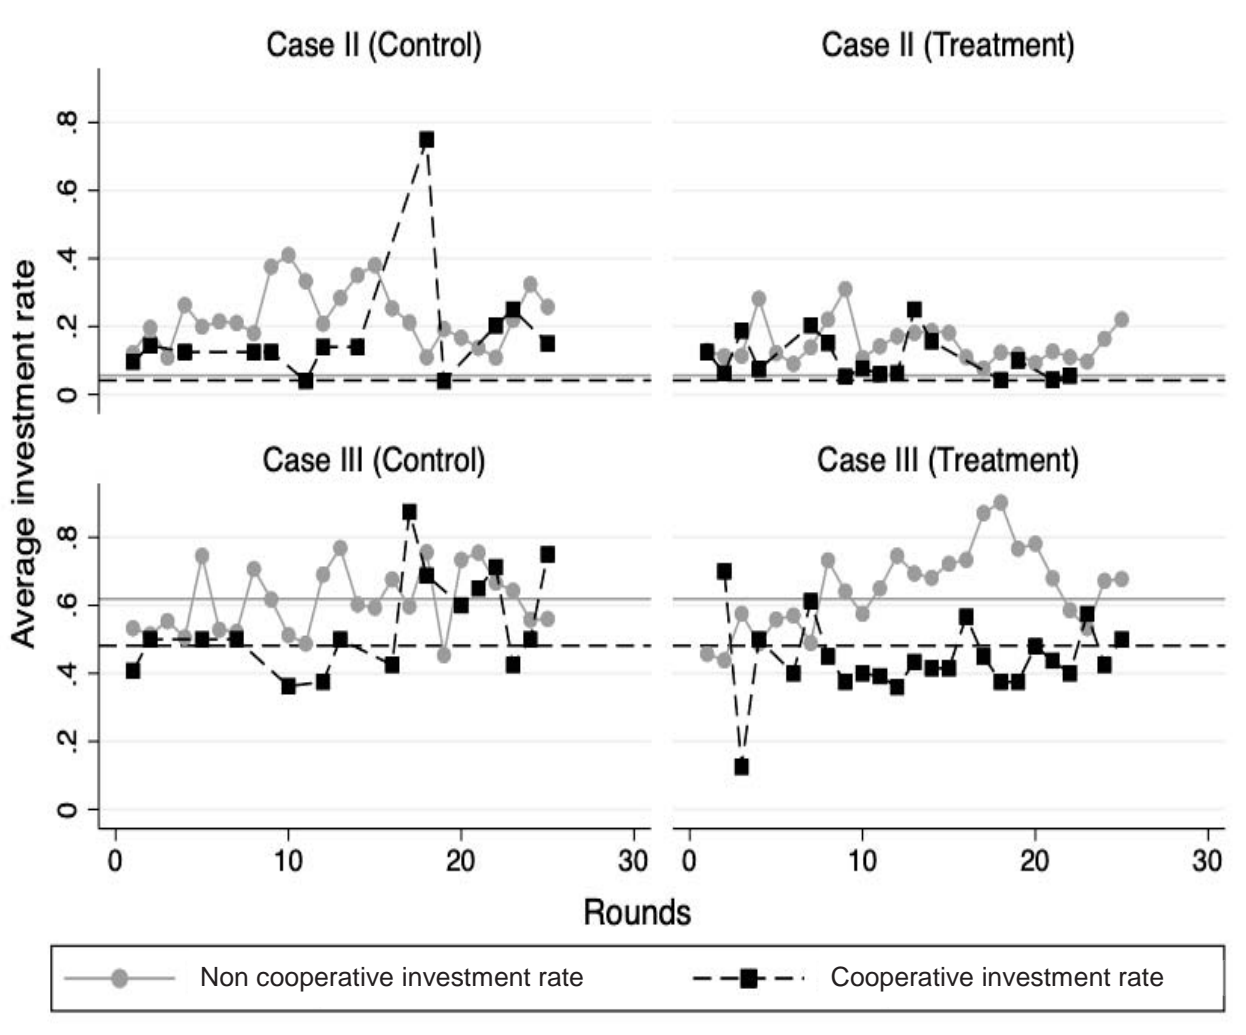 Case II (Control)
Case II (Treatment)
.8
.6
.4
.2
0
Case III (Control)
Case III (Treatment)
.8
.6
.4
.2
0
Average investment rate
0 10 20 30
0 10 20 30
Rounds
Non cooperative investment rate
Cooperative investment rate